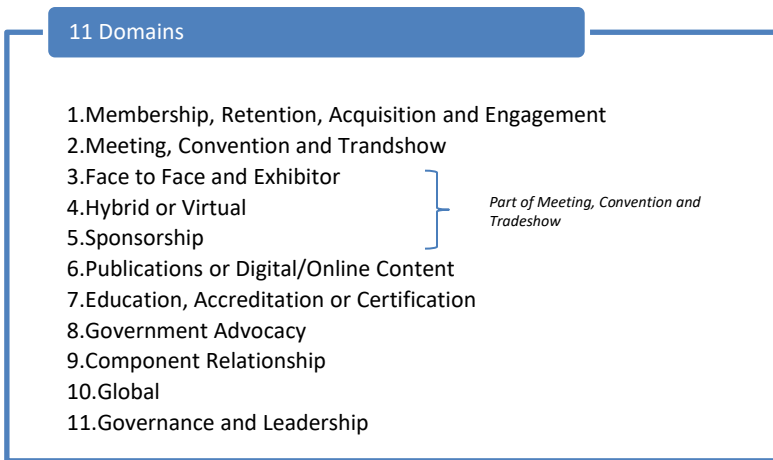 11 Domains
1.Membership, Retention, Acquisition and Engagement
2.Meeting, Convention and Trandshow
3.Face to Face and Exhibitor
4.Hybrid or Virtual
5.Sponsorship
Part of Meeting, Convention and
Tradeshow
6.Publications or Digital/Online Content
7.Education, Accreditation or Certification
8.Government Advocacy
9.Component Relationship
10.Global
11.Governance and Leadership